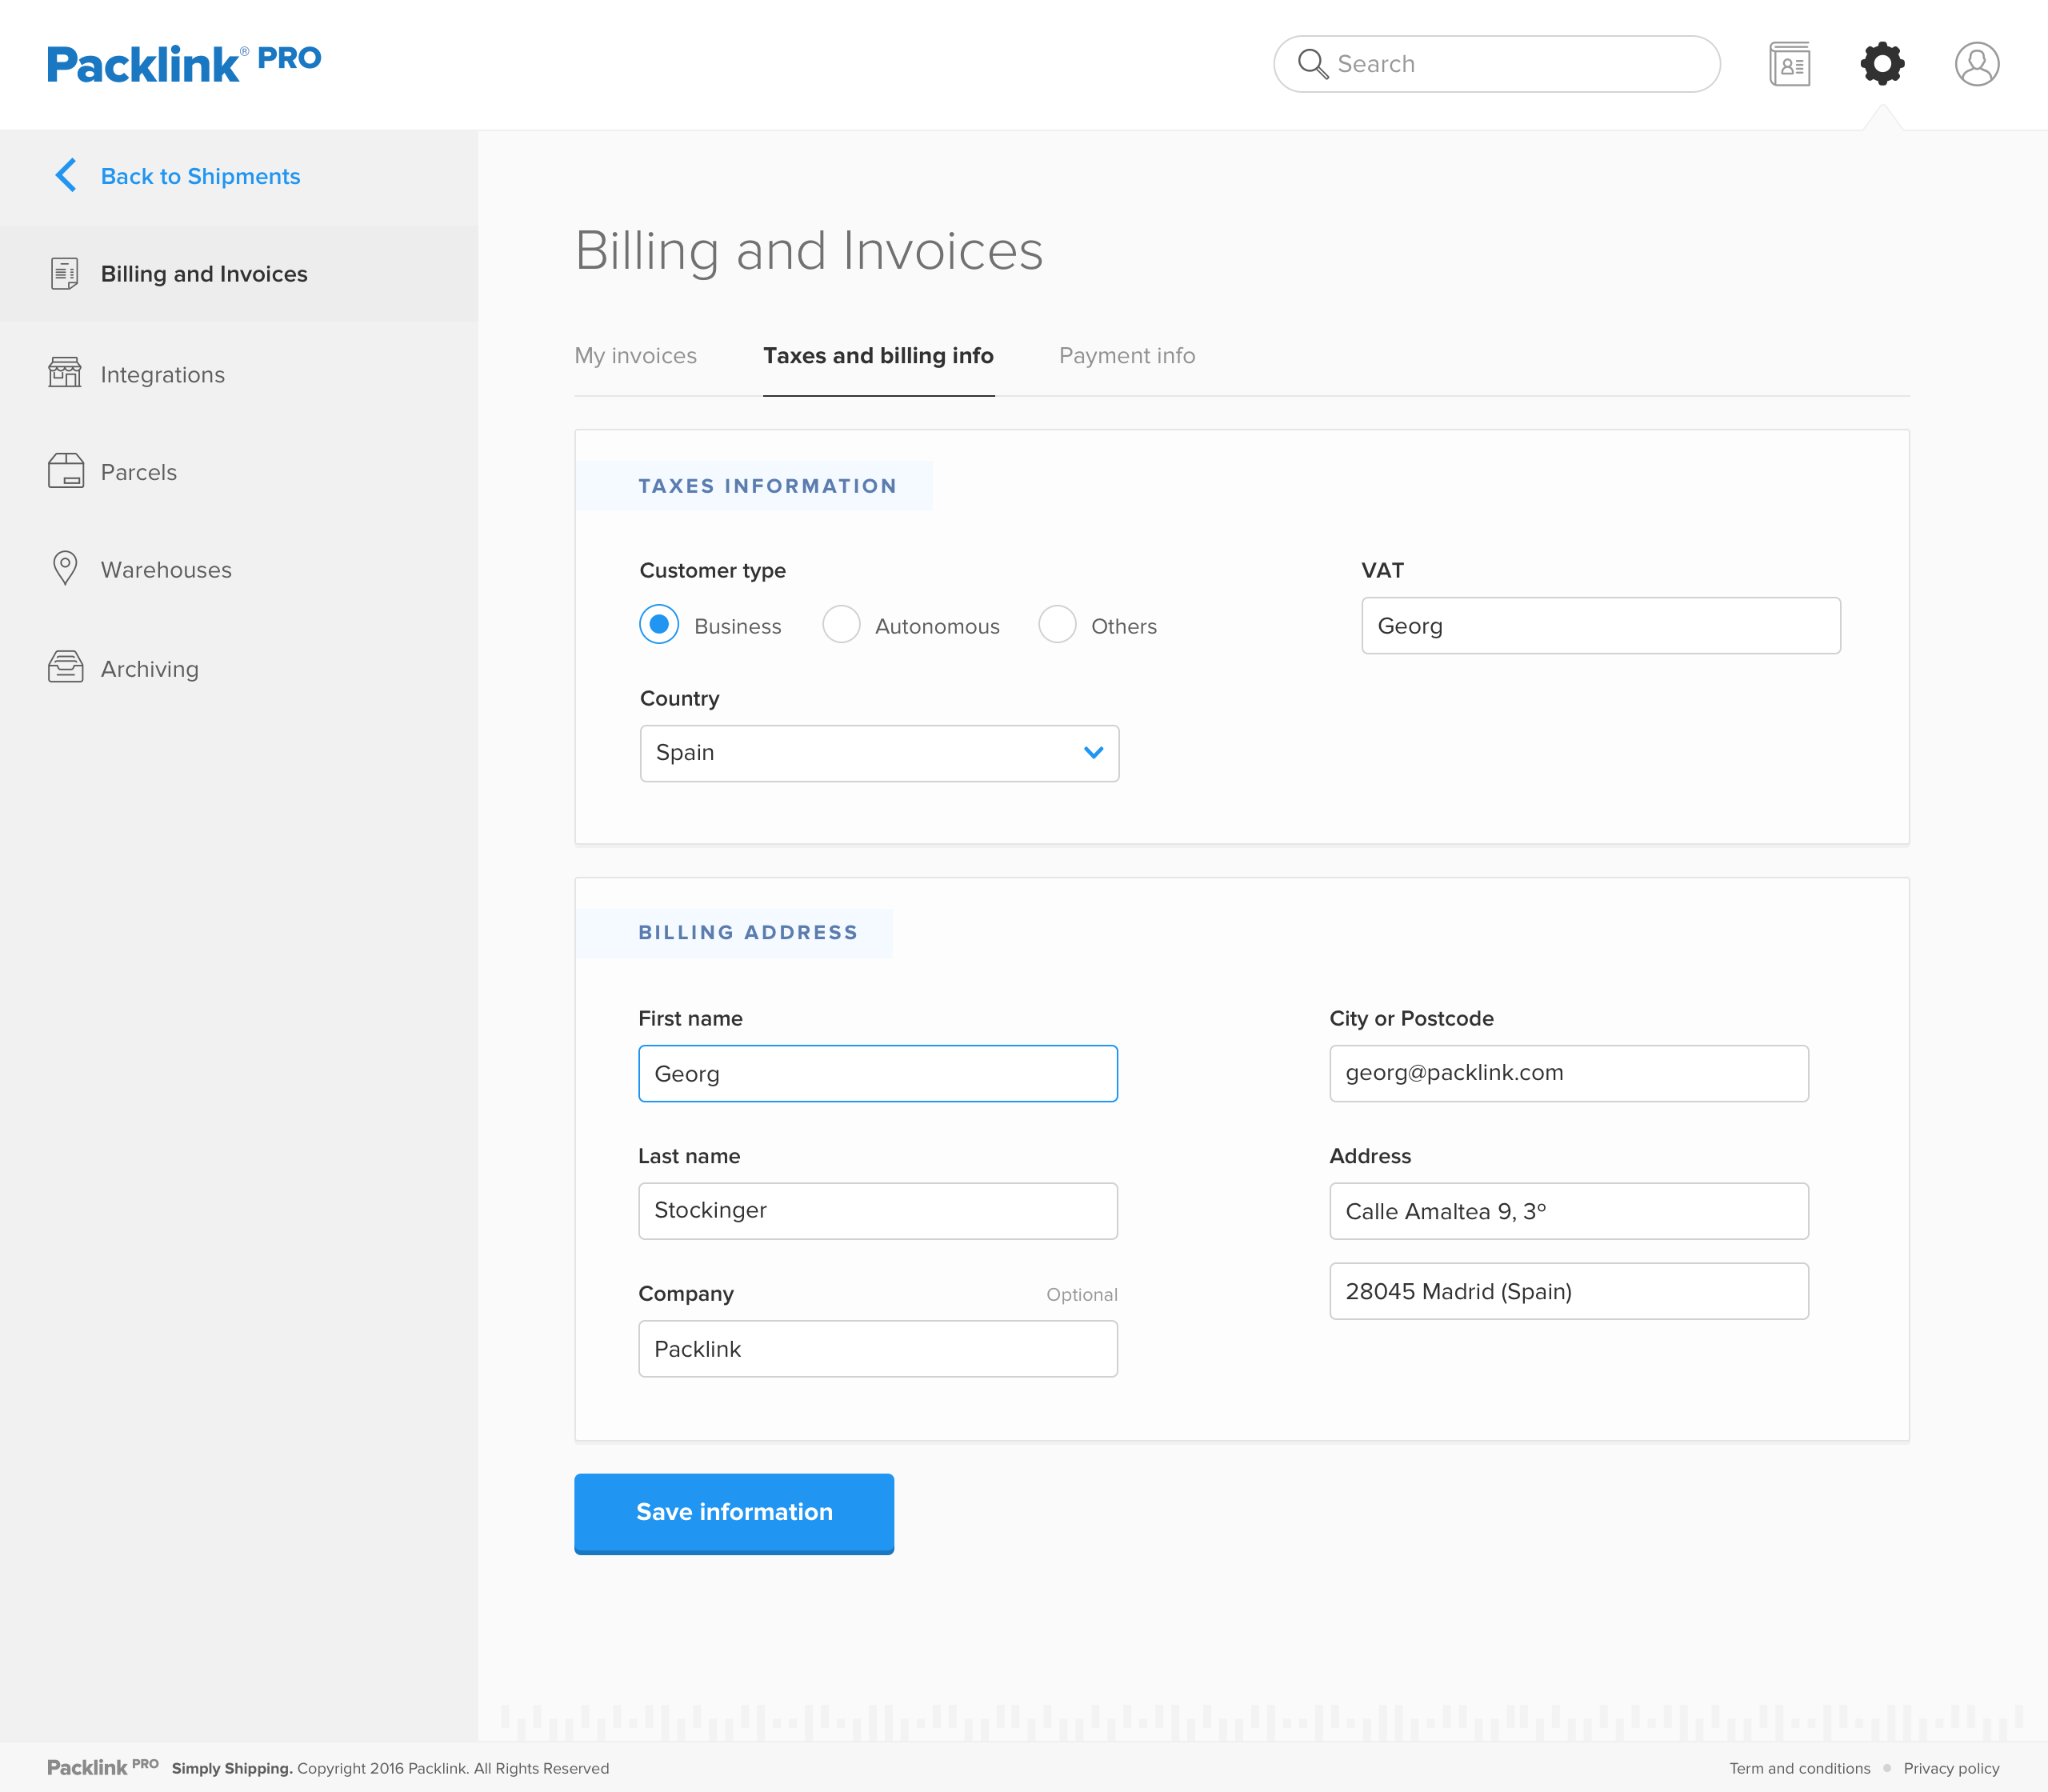 Packlink® PRO
Search
Back to Shipments
Billing and Invoices
Integrations
Parcels
Warehouses
Archiving
Billing and Invoices
My invoices Taxes and billing info Payment info
TAXES INFORMATION
Customer type
Business Autonomous Others
VAT
Georg
Country
Spain
BILLING ADDRESS
First name
Georg
Last name
Stockinger
Company Optional
Packlink
City or Postcode
georg@packlink.com
Address
Calle Amaltea 9, 3º
28045 Madrid (Spain)
Save information
Packlink PRO Simply Shipping. Copyright 2016 Packlink. All Rights Reserved
Term and conditions Privacy policy